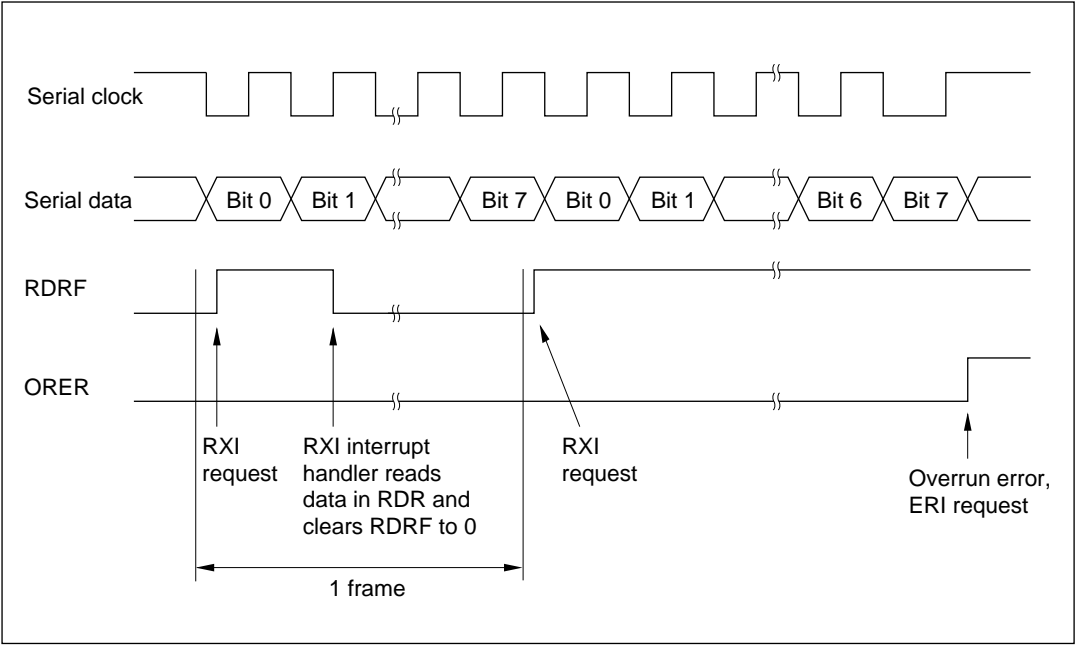 Serial clock
Serial data
Bit 0
Bit 1
Bit 7
Bit 0
Bit 1
Bit 6
Bit 7
RDRF
ORER
RXI
request
RXI interrupt
handler reads
data in RDR and
clears RDRF to 0
RXI
request
Overrun error,
ERI request
1 frame